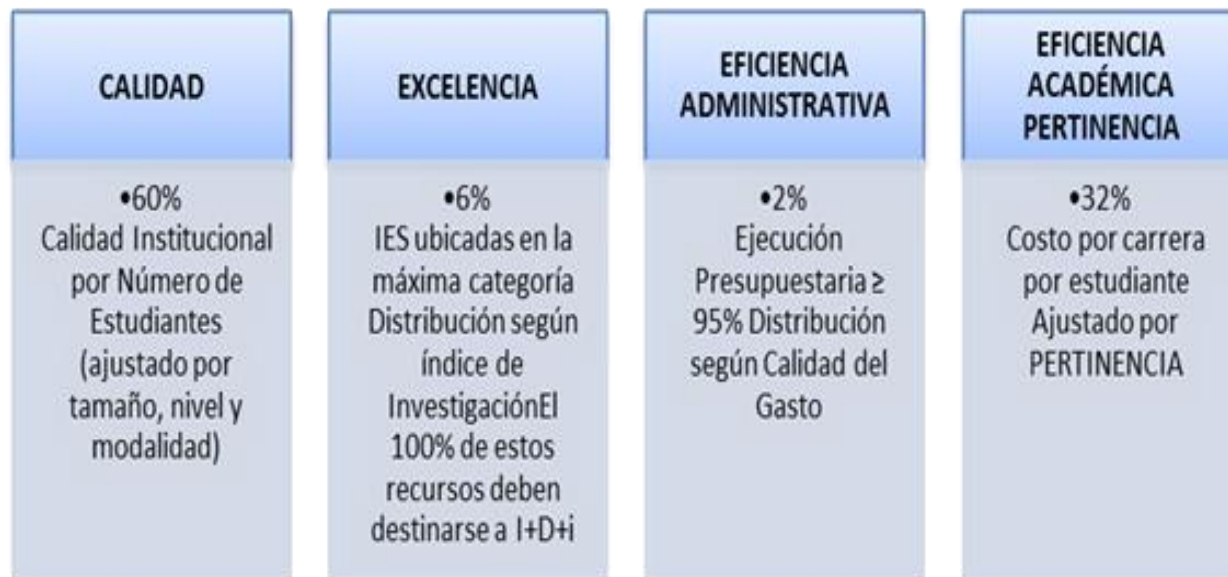 CALIDAD
•60%
Calidad Institucional
por Número de
Estudiantes
(ajustado por
tamaño, nivel y
modalidad)
EXCELENCIA
•6%
IES ubicadas en la
máxima categoría
Distribución según
índice de
InvestigaciónEl
100% de estos
recursos deben
destinarse a I+D+i
EFICIENCIA
ADMINISTRATIVA
•2%
Ejecución
Presupuestaria ≥
95% Distribución
según Calidad del
Gasto
EFICIENCIA
ACADÉMICA
PERTINENCIA
•32%
Costo por carrera
por estudiante
Ajustado por
PERTINENCIA